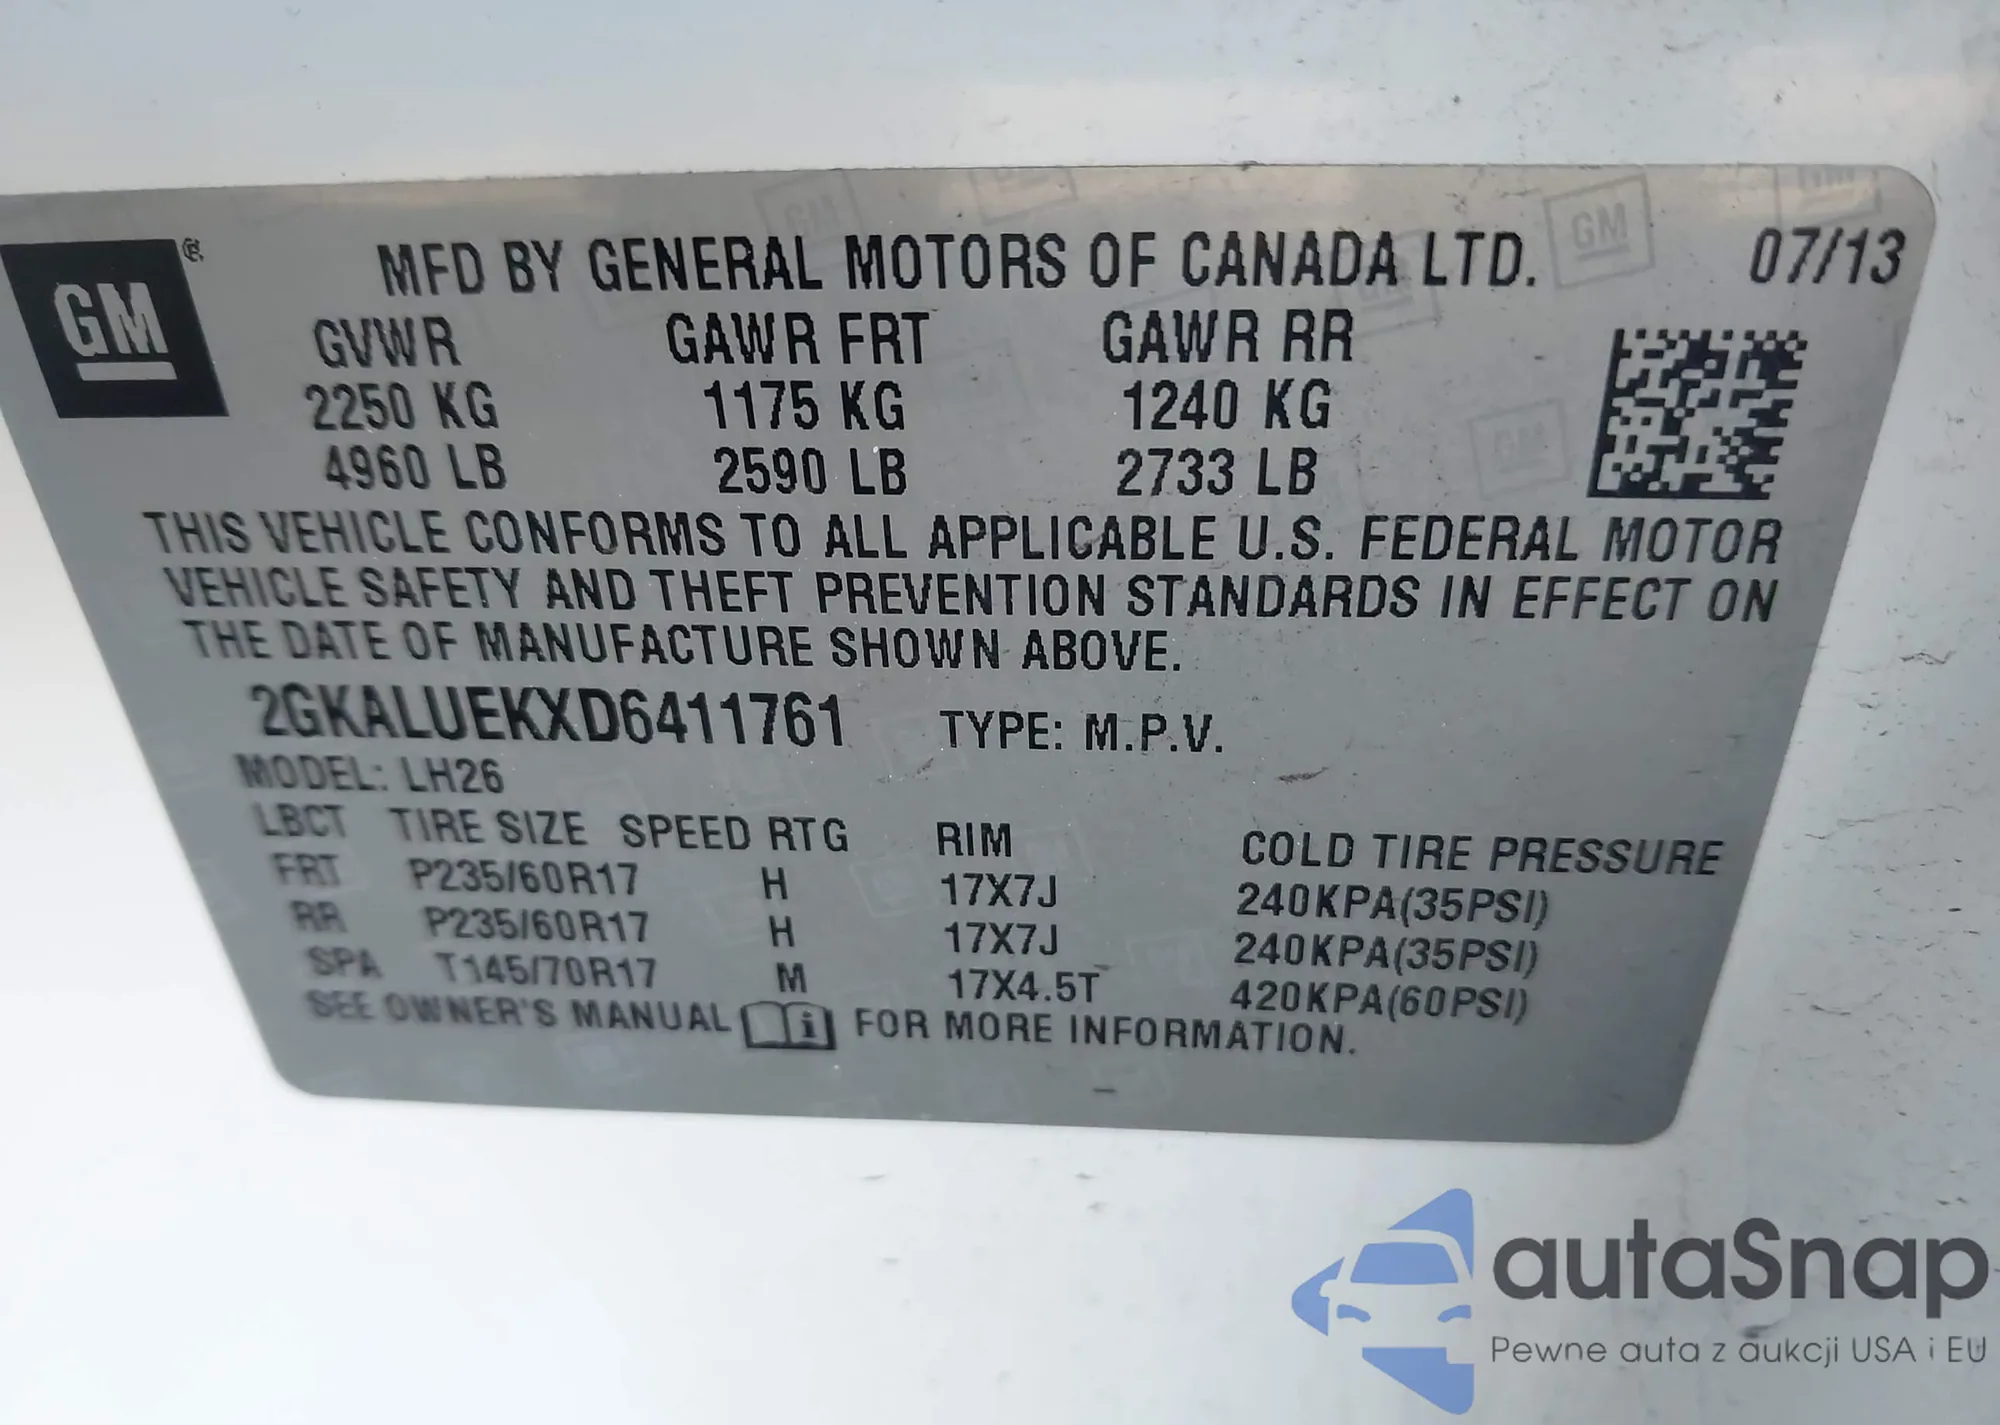 GM®
MFD BY GENERAL MOTORS OF CANADA LTD. 07/13
GVWR GAWR FRT GAWR RR
2250 KG 1175 KG 1240 KG
4960 LB 2590 LB 2733 LB
THIS VEHICLE CONFORMS TO ALL APPLICABLE U.S. FEDERAL MOTOR
VEHICLE SAFETY AND THEFT PREVENTION STANDARDS IN EFFECT ON
THE DATE OF MANUFACTURE SHOWN ABOVE.
2GKALUEKXD6411761 TYPE: M.P.V.
MODEL: LH26
LBCT TIRE SIZE SPEED RTG RIM COLD TIRE PRESSURE
FRT P235/60R17 H 17X7J 240KPA(35PSI)
RR P235/60R17 H 17X7J 240KPA(35PSI)
SPA T145/70R17 M 17X4.5T 420KPA(60PSI)
SEE OWNER'S MANUAL i FOR MORE INFORMATION.
autaSnap
Pewne auta z aukcji USA i EU